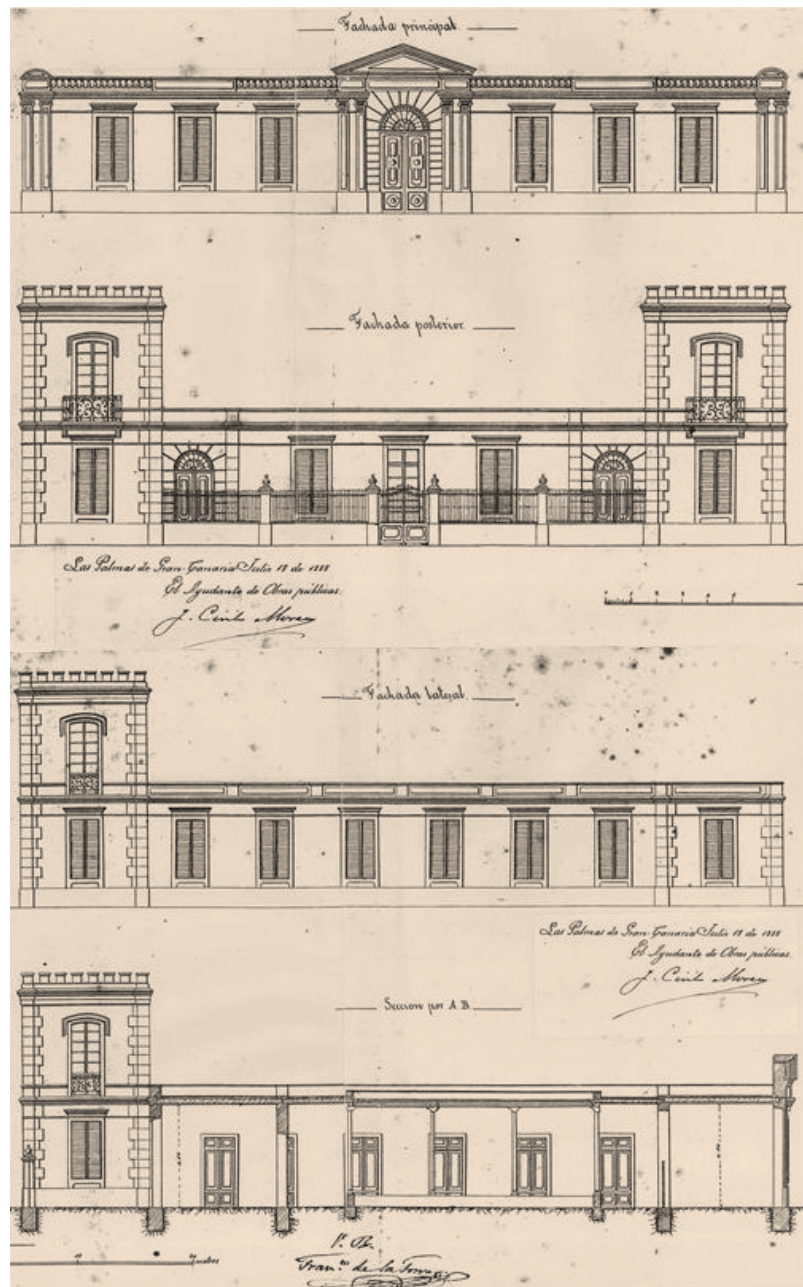 Fachada principal
Fachada posterior
Las Palmas de Gran Canaria Julio 18 de 1888
El Ayudante de Obras públicas.
J. Cirilo Moreno
Fachada lateral
Las Palmas de Gran Canaria Julio 18 de 1888
El Ayudante de Obras públicas.
J. Cirilo Moreno
Seccion por A. B.
metros
V. B.
Fran.co de la Torre